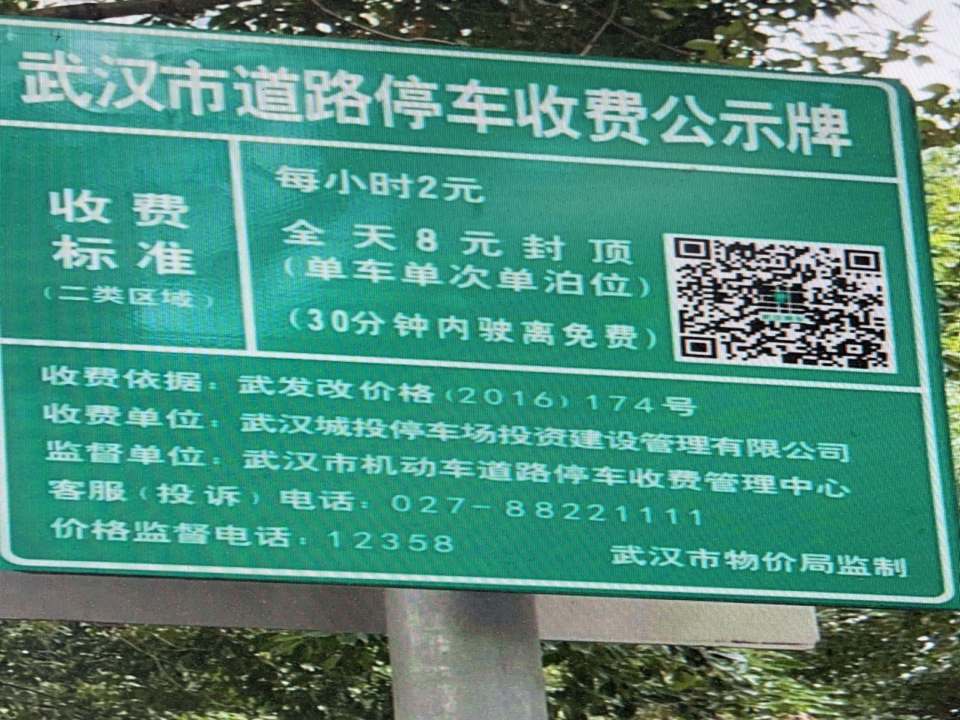 武汉市道路停车收费公示牌
收费
标准
(二类区域)
每小时2元
全天8元封顶
(单车单次单泊位)
(30分钟内驶离免费)
收费依据：武发改价格(2016)174号
收费单位：武汉城投停车场投资建设管理有限公司
监督单位：武汉市机动车道路停车收费管理中心
客服(投诉)电话：027-88221111
价格监督电话：12358
武汉市物价局监制